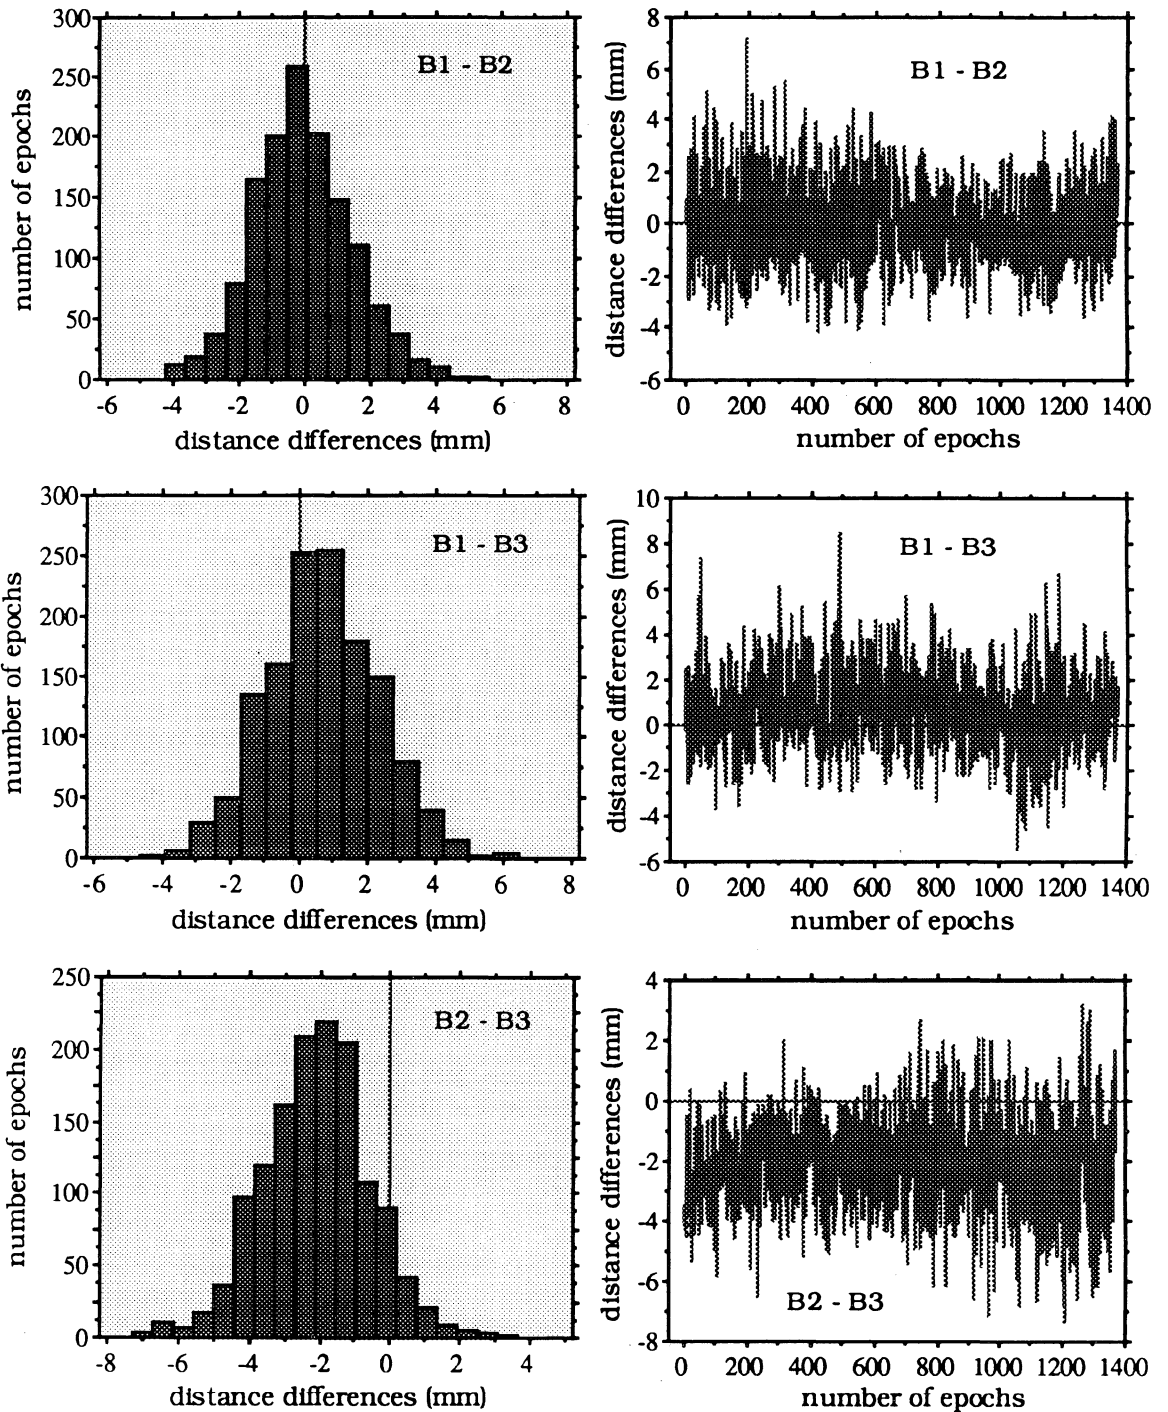 300
250
200
150
100
50
0
number of epochs
B1 - B2
-6 -4 -2 0 2 4 6 8
distance differences (mm)
8
6
4
2
0
-2
-4
-6
distance differences (mm)
B1 - B2
0 200 400 600 800 1000 1200 1400
number of epochs
300
250
200
150
100
50
0
number of epochs
B1 - B3
-6 -4 -2 0 2 4 6 8
distance differences (mm)
10
8
6
4
2
0
-2
-4
-6
distance differences (mm)
B1 - B3
0 200 400 600 800 1000 1200 1400
number of epochs
250
200
150
100
50
0
number of epochs
B2 - B3
-8 -6 -4 -2 0 2 4
distance differences (mm)
4
2
0
-2
-4
-6
-8
distance differences (mm)
B2 - B3
0 200 400 600 800 1000 1200 1400
number of epochs